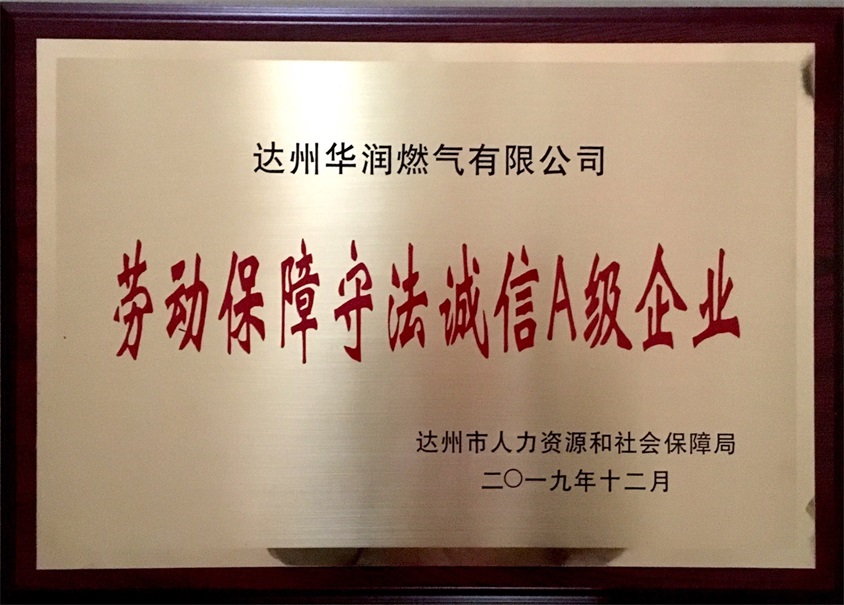 达州华润燃气有限公司
劳动保障守法诚信A级企业
达州市人力资源和社会保障局
二〇一九年十二月